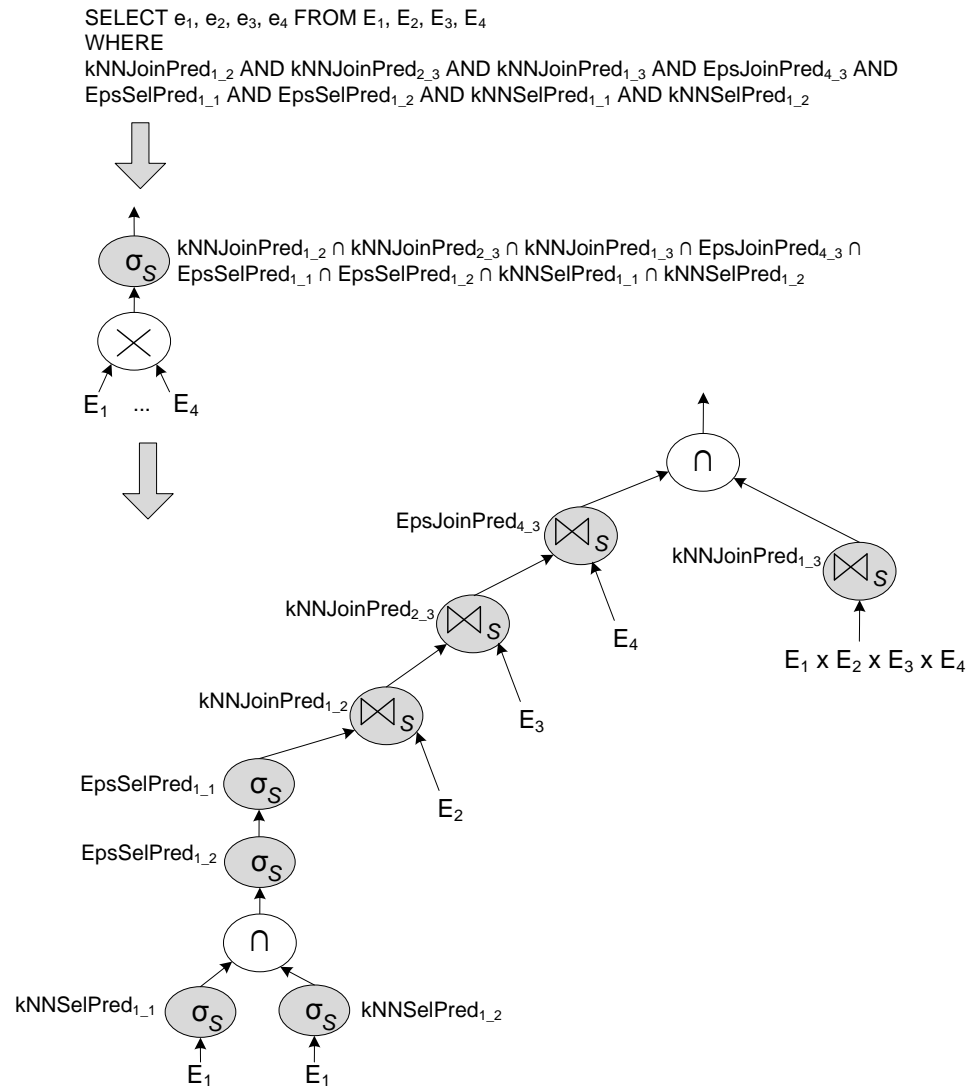 SELECT e₁, e₂, e₃, e₄ FROM E₁, E₂, E₃, E₄
WHERE
kNNJoinPred₁_₂ AND kNNJoinPred₂_₃ AND kNNJoinPred₁_₃ AND EpsJoinPred₄_₃ AND
EpsSelPred₁_₁ AND EpsSelPred₁_₂ AND kNNSelPred₁_₁ AND kNNSelPred₁_₂
σS
kNNJoinPred₁_₂ ∩ kNNJoinPred₂_₃ ∩ kNNJoinPred₁_₃ ∩ EpsJoinPred₄_₃ ∩
EpsSelPred₁_₁ ∩ EpsSelPred₁_₂ ∩ kNNSelPred₁_₁ ∩ kNNSelPred₁_₂
×
E₁ ... E₄
∩
EpsJoinPred₄_₃ ⋈S
kNNJoinPred₁_₃ ⋈S
kNNJoinPred₂_₃ ⋈S
E₄
E₁ x E₂ x E₃ x E₄
kNNJoinPred₁_₂ ⋈S
E₃
EpsSelPred₁_₁ σS
E₂
EpsSelPred₁_₂ σS
∩
kNNSelPred₁_₁ σS
σS kNNSelPred₁_₂
E₁
E₁